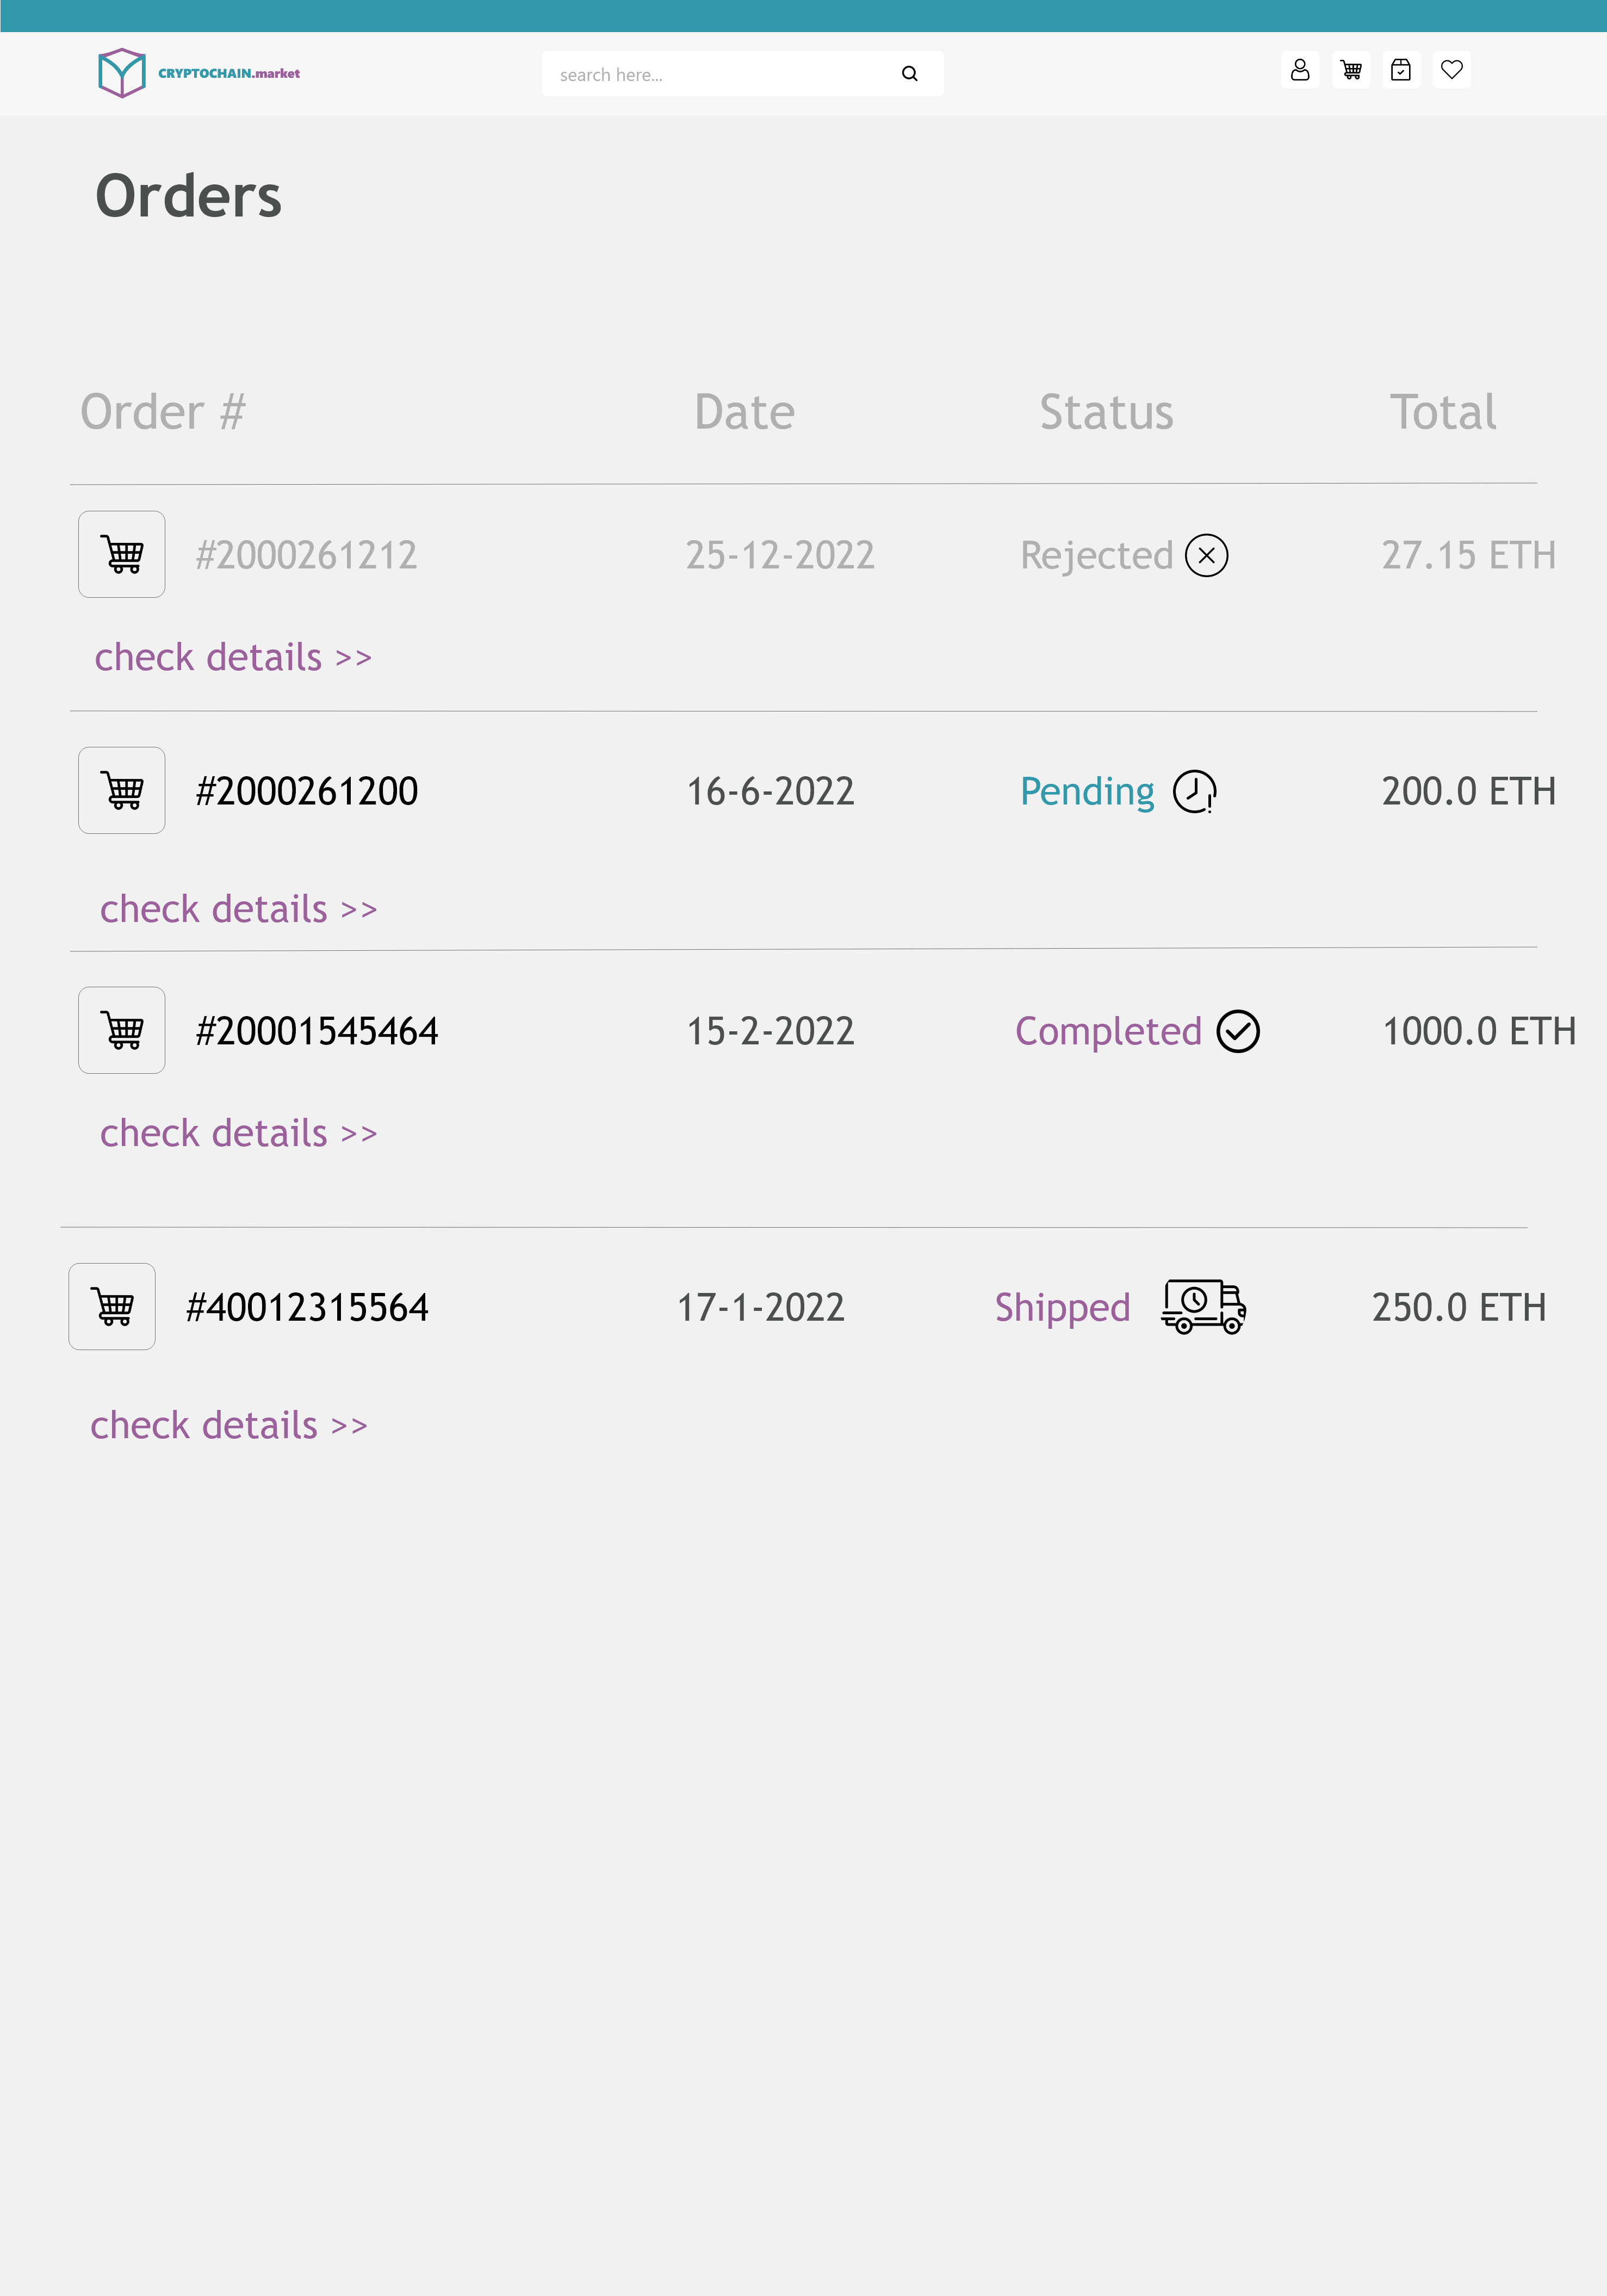 CRYPTOCHAIN.market
search here...
Orders
Order # Date Status Total
#2000261212 25-12-2022 Rejected 27.15 ETH
check details >>
#2000261200 16-6-2022 Pending 200.0 ETH
check details >>
#20001545464 15-2-2022 Completed 1000.0 ETH
check details >>
#40012315564 17-1-2022 Shipped 250.0 ETH
check details >>